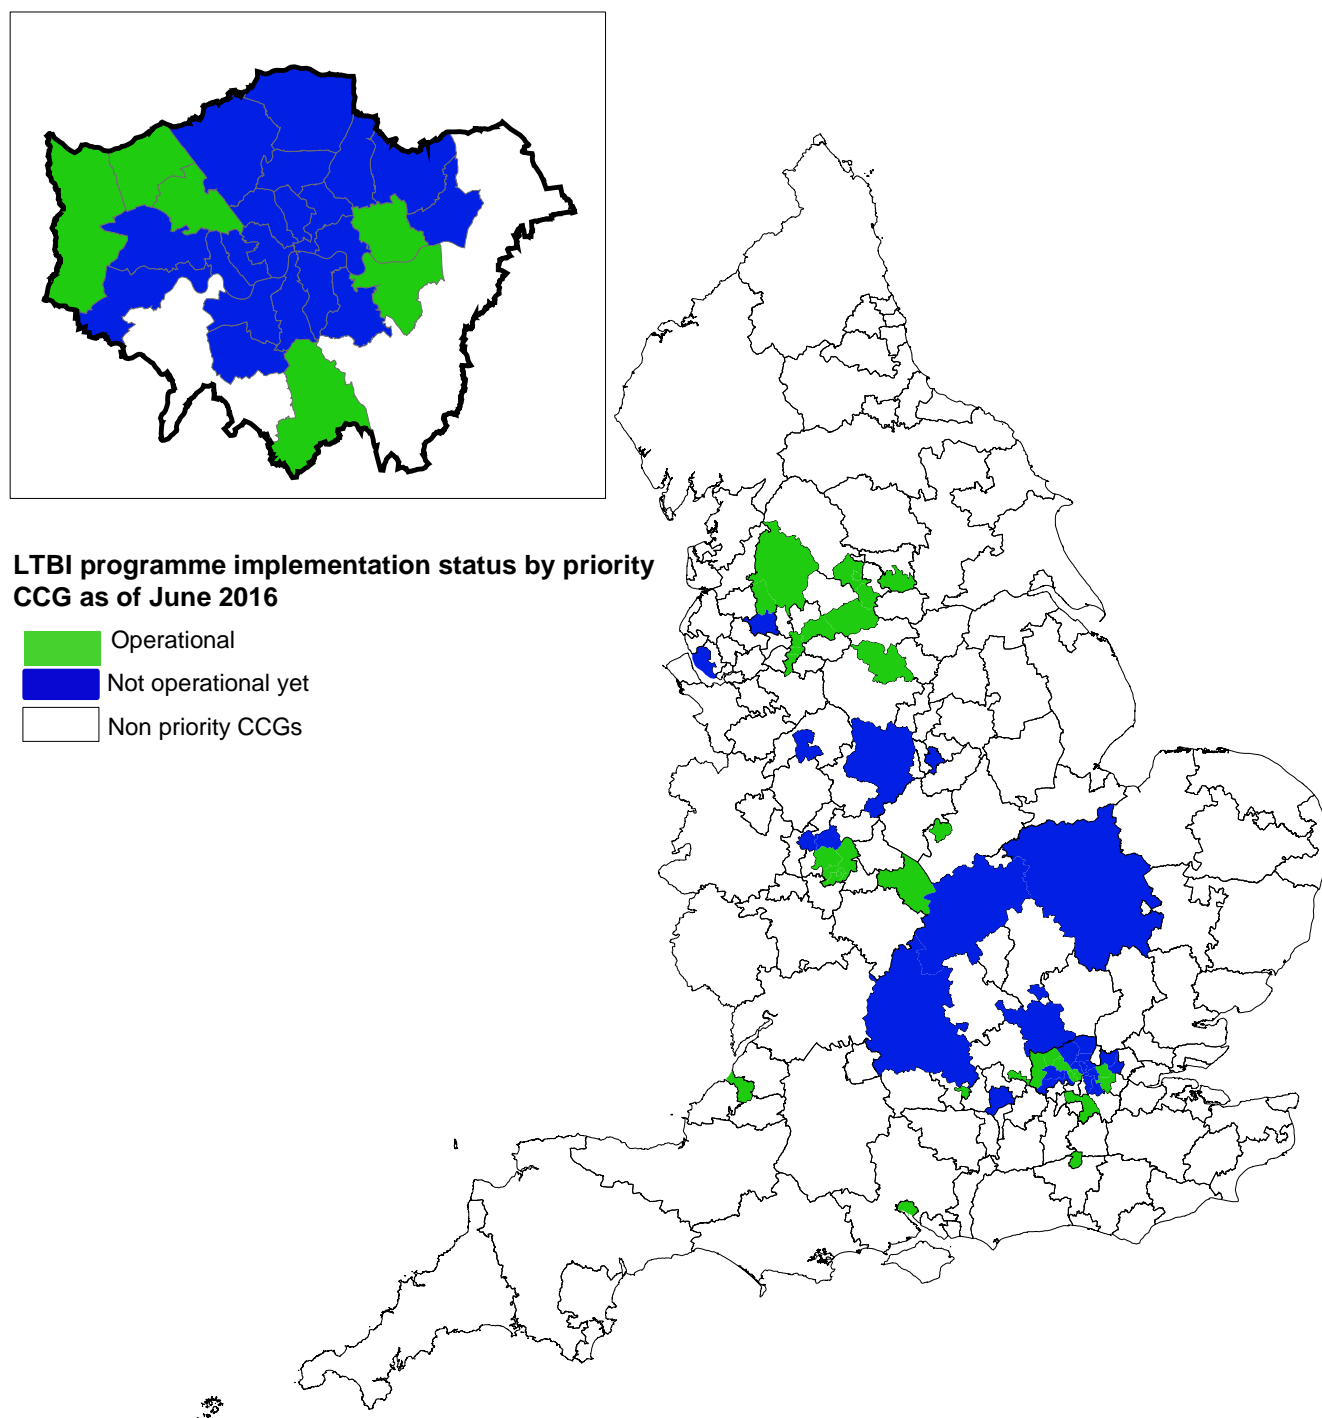 LTBI programme implementation status by priority
CCG as of June 2016
Operational
Not operational yet
Non priority CCGs